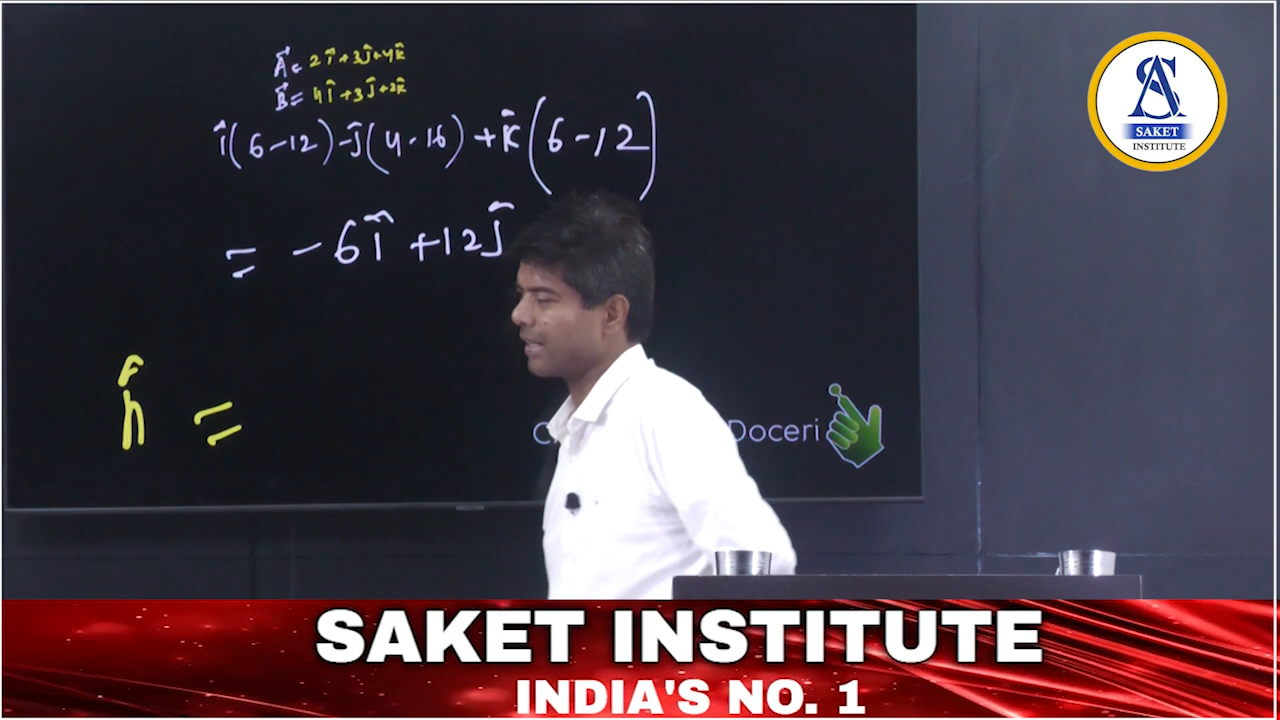 A⃗ = 2î + 3ĵ + 4k̂
B⃗ = 4î + 3ĵ + 2k̂
î(6-12) -ĵ(4-16) + k̂(6-12)
= -6î + 12ĵ
n̂ =
Doceri
SAKET
INSTITUTE
SAKET INSTITUTE
INDIA'S NO. 1